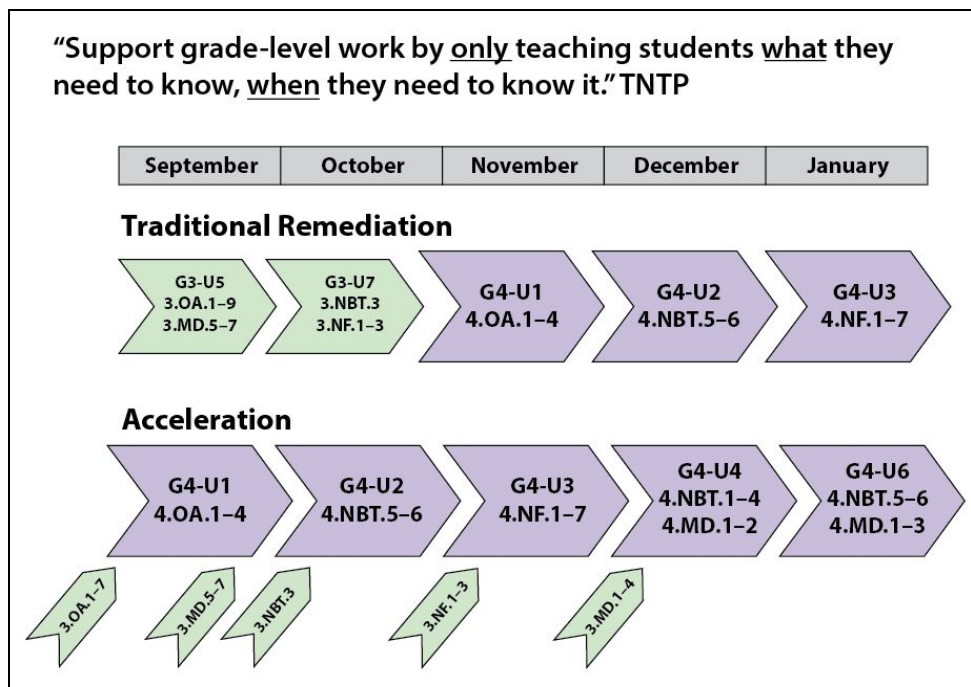 “Support grade-level work by only teaching students what they
need to know, when they need to know it.” TNTP
September October November December January
Traditional Remediation
G3-U5
3.OA.1–9
3.MD.5–7
G3-U7
3.NBT.3
3.NF.1–3
G4-U1
4.OA.1–4
G4-U2
4.NBT.5–6
G4-U3
4.NF.1–7
Acceleration
G4-U1
4.OA.1–4
G4-U2
4.NBT.5–6
G4-U3
4.NF.1–7
G4-U4
4.NBT.1–4
4.MD.1–2
G4-U6
4.NBT.5–6
4.MD.1–3
3.OA.1–7
3.MD.5–7
3.NBT.3
3.NF.1–3
3.MD.1–4